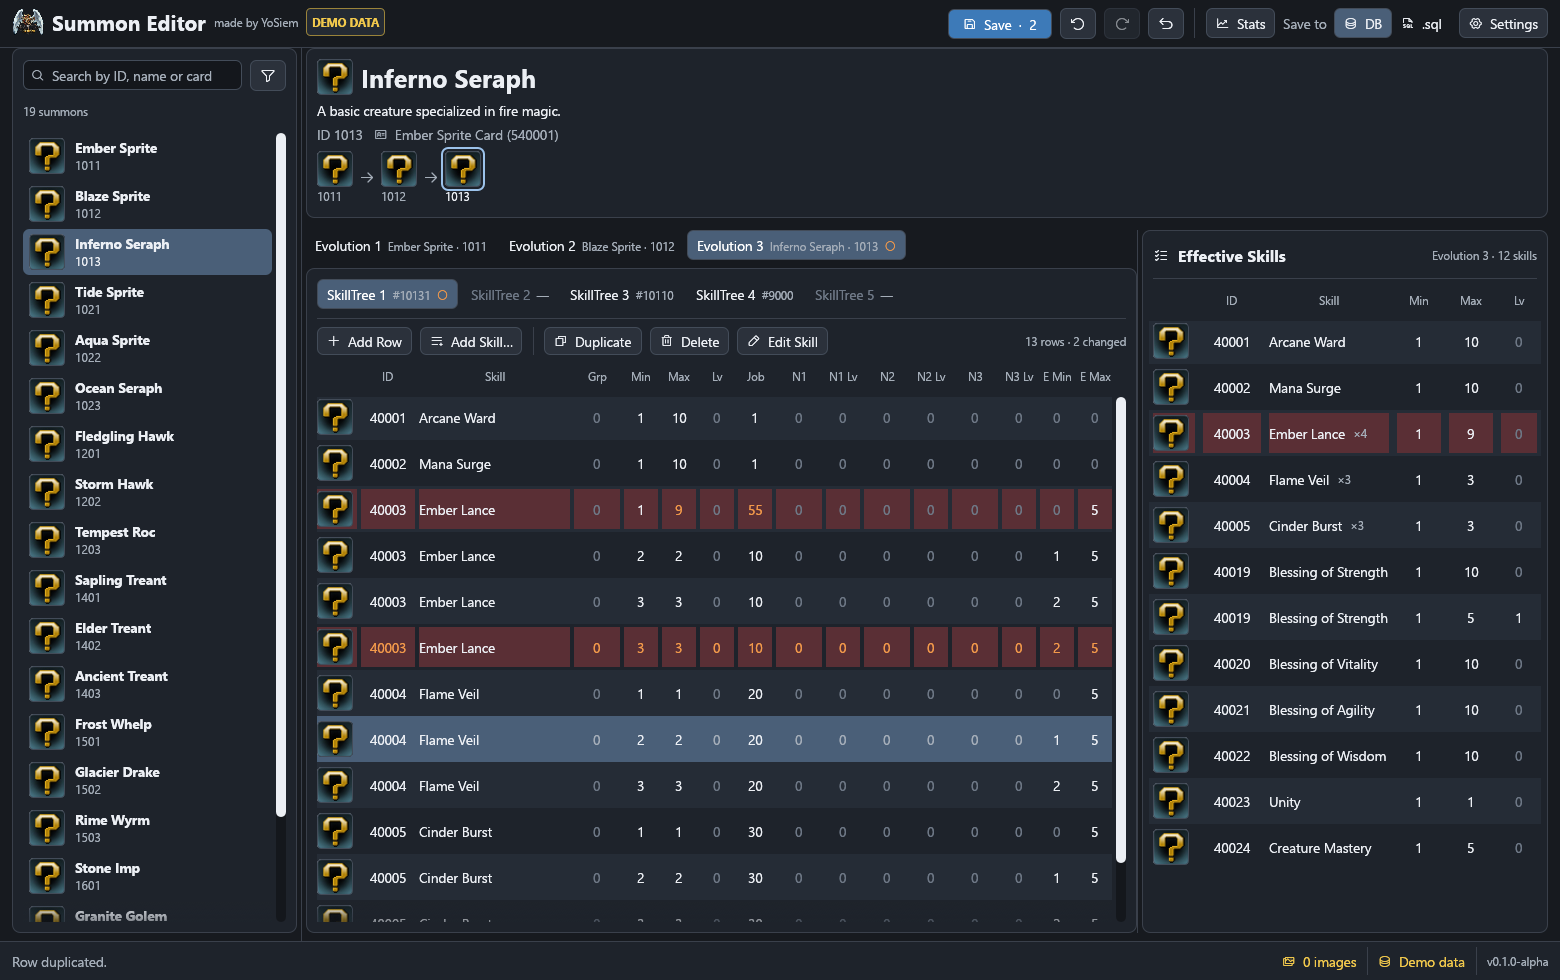 Summon Editor made by YoSiem DEMO DATA
Save · 2 Stats Save to DB .sql Settings
Search by ID, name or card
19 summons
Ember Sprite
1011
Blaze Sprite
1012
Inferno Seraph
1013
Tide Sprite
1021
Aqua Sprite
1022
Ocean Seraph
1023
Fledgling Hawk
1201
Storm Hawk
1202
Tempest Roc
1203
Sapling Treant
1401
Elder Treant
1402
Ancient Treant
1403
Frost Whelp
1501
Glacier Drake
1502
Rime Wyrm
1503
Stone Imp
1601
Granite Golem
Inferno Seraph
A basic creature specialized in fire magic.
ID 1013 Ember Sprite Card (540001)
1011 → 1012 → 1013
Evolution 1 Ember Sprite · 1011 Evolution 2 Blaze Sprite · 1012 Evolution 3 Inferno Seraph · 1013
SkillTree 1 #10131 SkillTree 2 — SkillTree 3 #10110 SkillTree 4 #9000 SkillTree 5 —
Add Row Add Skill... Duplicate Delete Edit Skill 13 rows · 2 changed
ID Skill Grp Min Max Lv Job N1 N1 Lv N2 N2 Lv N3 N3 Lv E Min E Max
40001 Arcane Ward 0 1 10 0 1 0 0 0 0 0 0 0 0
40002 Mana Surge 0 1 10 0 1 0 0 0 0 0 0 0 0
40003 Ember Lance 0 1 9 0 55 0 0 0 0 0 0 0 5
40003 Ember Lance 0 2 2 0 10 0 0 0 0 0 0 1 5
40003 Ember Lance 0 3 3 0 10 0 0 0 0 0 0 2 5
40003 Ember Lance 0 3 3 0 10 0 0 0 0 0 0 2 5
40004 Flame Veil 0 1 1 0 20 0 0 0 0 0 0 0 5
40004 Flame Veil 0 2 2 0 20 0 0 0 0 0 0 1 5
40004 Flame Veil 0 3 3 0 20 0 0 0 0 0 0 2 5
40005 Cinder Burst 0 1 1 0 30 0 0 0 0 0 0 0 5
40005 Cinder Burst 0 2 2 0 30 0 0 0 0 0 0 1 5
Effective Skills Evolution 3 · 12 skills
ID Skill Min Max Lv
40001 Arcane Ward 1 10 0
40002 Mana Surge 1 10 0
40003 Ember Lance ×4 1 9 0
40004 Flame Veil ×3 1 3 0
40005 Cinder Burst ×3 1 3 0
40019 Blessing of Strength 1 10 0
40019 Blessing of Strength 1 5 1
40020 Blessing of Vitality 1 10 0
40021 Blessing of Agility 1 10 0
40022 Blessing of Wisdom 1 10 0
40023 Unity 1 1 0
40024 Creature Mastery 1 5 0
Row duplicated.
0 images Demo data v0.1.0-alpha